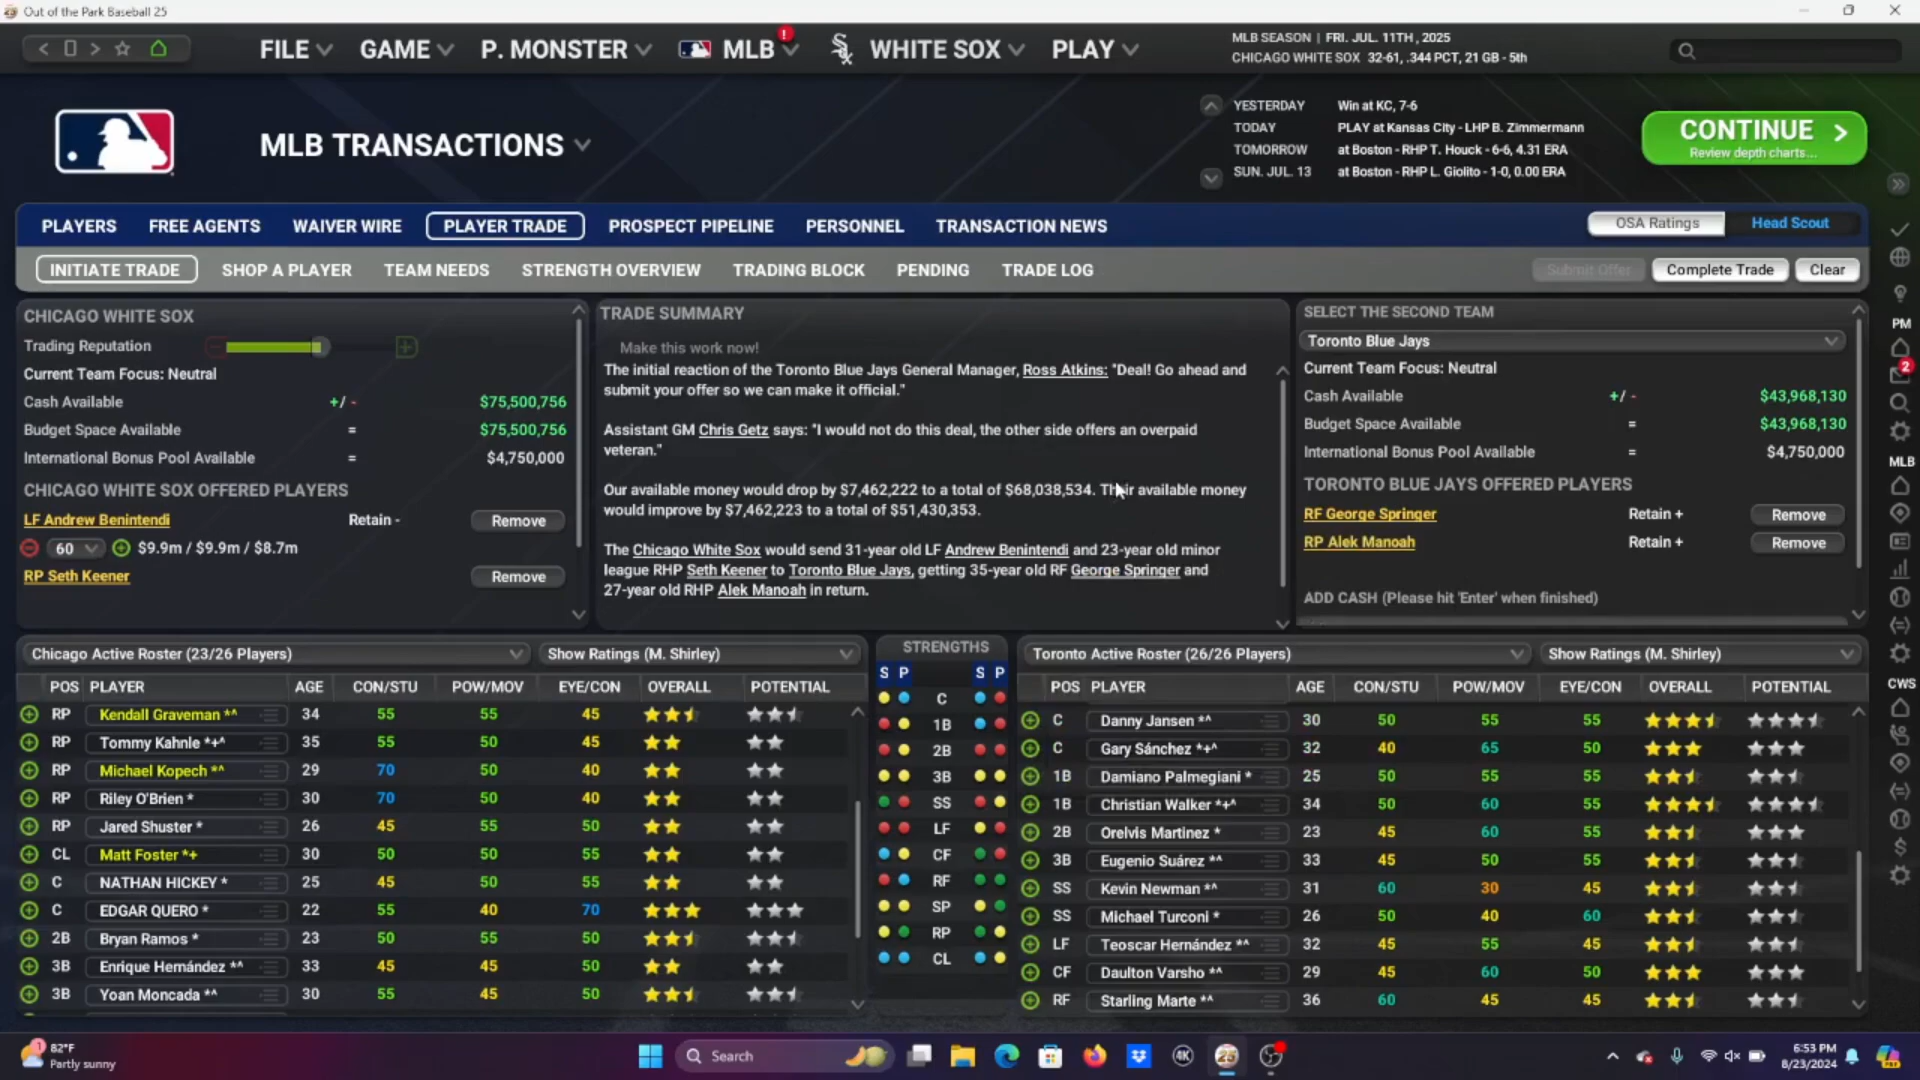 Out of the Park Baseball 25
FILE GAME P. MONSTER MLB ! WHITE SOX PLAY
MLB SEASON | FRI. JUL. 11TH, 2025
CHICAGO WHITE SOX 32-61, .344 PCT, 21 GB - 5th
MLB TRANSACTIONS
YESTERDAY Win at KC, 7-6
TODAY PLAY at Kansas City - LHP B. Zimmermann
TOMORROW at Boston - RHP T. Houck - 6-6, 4.31 ERA
SUN. JUL. 13 at Boston - RHP L. Giolito - 1-0, 0.00 ERA
CONTINUE
Review depth charts...
PLAYERS FREE AGENTS WAIVER WIRE PLAYER TRADE PROSPECT PIPELINE PERSONNEL TRANSACTION NEWS OSA Ratings Head Scout
INITIATE TRADE SHOP A PLAYER TEAM NEEDS STRENGTH OVERVIEW TRADING BLOCK PENDING TRADE LOG Submit Offer Complete Trade Clear
CHICAGO WHITE SOX
Trading Reputation
Current Team Focus: Neutral
Cash Available +/- $75,500,756
Budget Space Available = $75,500,756
International Bonus Pool Available = $4,750,000
CHICAGO WHITE SOX OFFERED PLAYERS
LF Andrew Benintendi Retain - Remove
60 $9.9m / $9.9m / $8.7m
RP Seth Keener Remove
TRADE SUMMARY
Make this work now!
The initial reaction of the Toronto Blue Jays General Manager, Ross Atkins: "Deal! Go ahead and
submit your offer so we can make it official."
Assistant GM Chris Getz says: "I would not do this deal, the other side offers an overpaid
veteran."
Our available money would drop by $7,462,222 to a total of $68,038,534. Their available money
would improve by $7,462,223 to a total of $51,430,353.
The Chicago White Sox would send 31-year old LF Andrew Benintendi and 23-year old minor
league RHP Seth Keener to Toronto Blue Jays, getting 35-year old RF George Springer and
27-year old RHP Alek Manoah in return.
SELECT THE SECOND TEAM
Toronto Blue Jays
Current Team Focus: Neutral
Cash Available +/- $43,968,130
Budget Space Available = $43,968,130
International Bonus Pool Available = $4,750,000
TORONTO BLUE JAYS OFFERED PLAYERS
RF George Springer Retain + Remove
RP Alek Manoah Retain + Remove
ADD CASH (Please hit 'Enter' when finished)
Chicago Active Roster (23/26 Players) Show Ratings (M. Shirley)
POS PLAYER AGE CON/STU POW/MOV EYE/CON OVERALL POTENTIAL
RP Kendall Graveman *^ 34 55 55 45
RP Tommy Kahnle *+^ 35 55 50 45
RP Michael Kopech *^ 29 70 50 40
RP Riley O'Brien * 30 70 50 40
RP Jared Shuster * 26 45 55 50
CL Matt Foster *+ 30 50 50 55
C NATHAN HICKEY * 25 45 50 55
C EDGAR QUERO * 22 55 40 70
2B Bryan Ramos * 23 50 55 50
3B Enrique Hernández *^ 33 45 45 50
3B Yoan Moncada *^ 30 55 45 50
STRENGTHS
S P S P
C
1B
2B
3B
SS
LF
CF
RF
SP
RP
CL
Toronto Active Roster (26/26 Players) Show Ratings (M. Shirley)
POS PLAYER AGE CON/STU POW/MOV EYE/CON OVERALL POTENTIAL
C Danny Jansen *^ 30 50 55 55
C Gary Sánchez *+^ 32 40 65 50
1B Damiano Palmegiani * 25 50 55 55
1B Christian Walker *+^ 34 50 60 55
2B Orelvis Martinez * 23 45 60 55
3B Eugenio Suárez *^ 33 45 50 55
SS Kevin Newman *^ 31 60 30 45
SS Michael Turconi * 26 50 40 60
LF Teoscar Hernández *^ 32 45 55 45
CF Daulton Varsho *^ 29 45 60 50
RF Starling Marte *^ 36 60 45 45
PM
2
MLB
CWS
1
82°F
Partly sunny
Search
4K
25
6:53 PM
8/23/2024